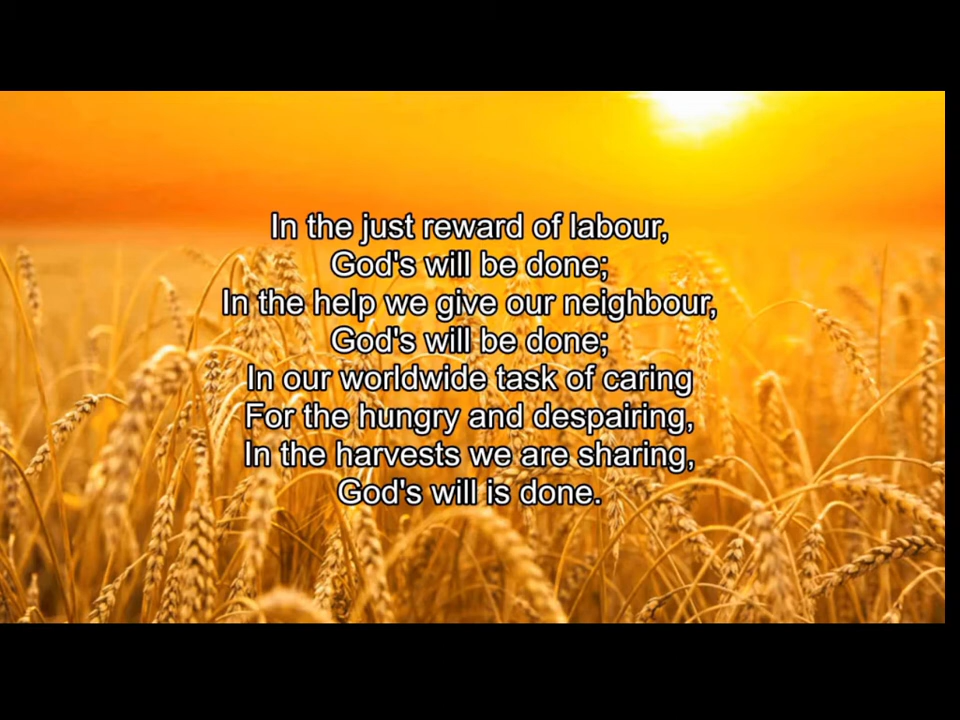 In the just reward of labour,
God's will be done;
In the help we give our neighbour,
God's will be done;
In our worldwide task of caring
For the hungry and despairing,
In the harvests we are sharing,
God's will is done.